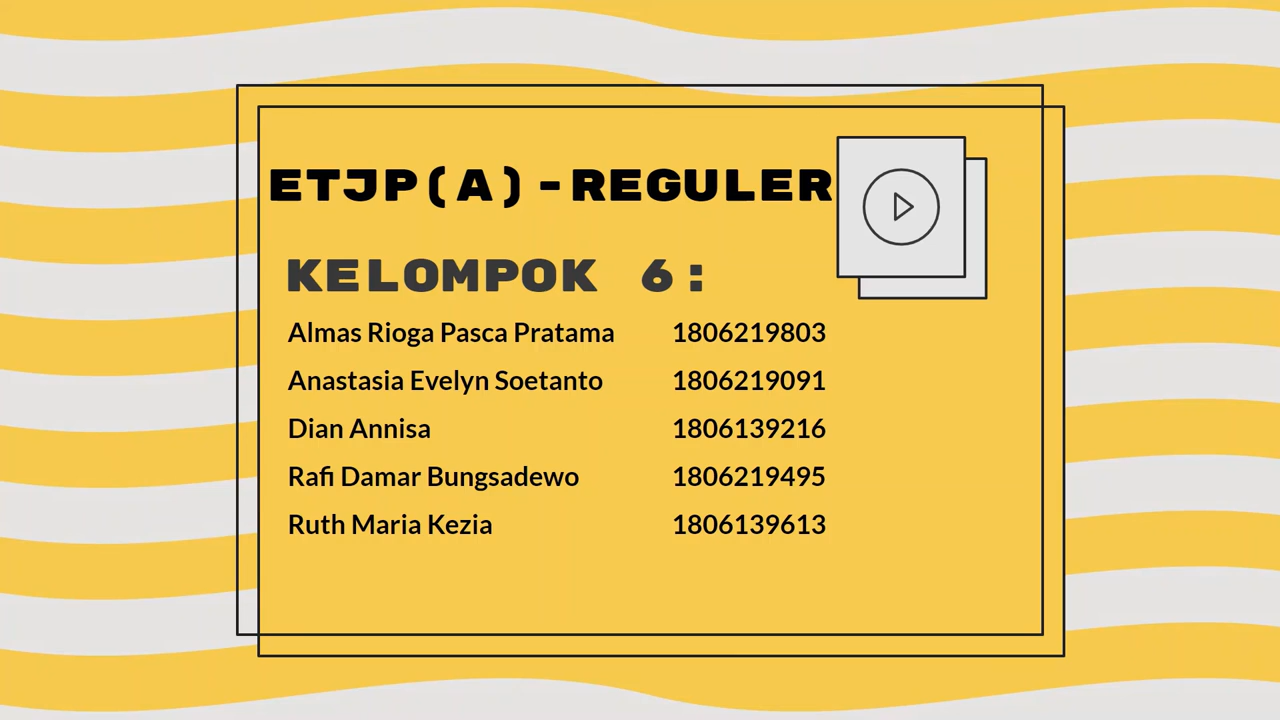 ETJP(A)-REGULER
KELOMPOK 6:
Almas Rioga Pasca Pratama 1806219803
Anastasia Evelyn Soetanto 1806219091
Dian Annisa 1806139216
Rafi Damar Bungsadewo 1806219495
Ruth Maria Kezia 1806139613